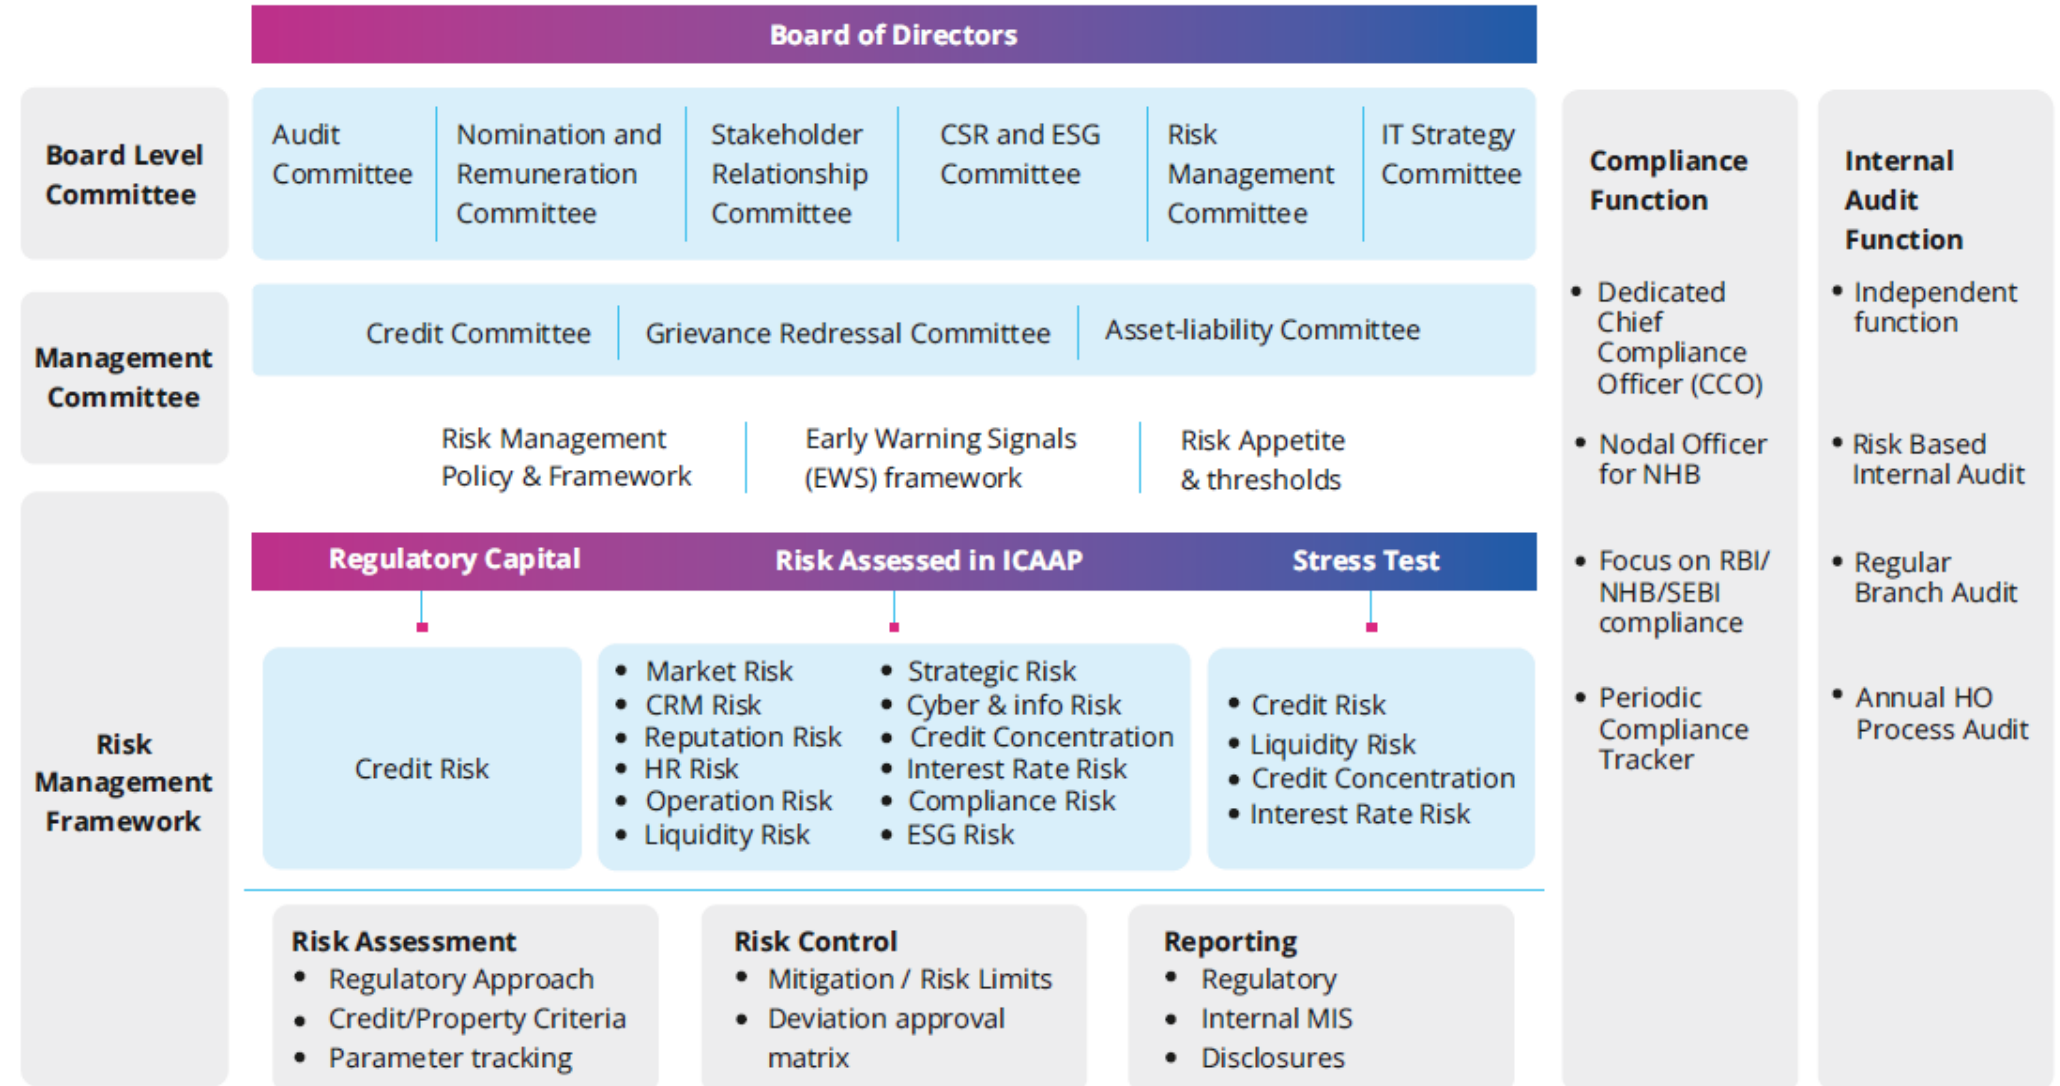 Board of Directors
Board Level
Committee
Audit
Committee
Nomination and
Remuneration
Committee
Stakeholder
Relationship
Committee
CSR and ESG
Committee
Risk
Management
Committee
IT Strategy
Committee
Management
Committee
Credit Committee
Grievance Redressal Committee
Asset-liability Committee
Risk Management
Policy & Framework
Early Warning Signals
(EWS) framework
Risk Appetite
& thresholds
Risk
Management
Framework
Regulatory Capital
Risk Assessed in ICAAP
Stress Test
Credit Risk
• Market Risk
• CRM Risk
• Reputation Risk
• HR Risk
• Operation Risk
• Liquidity Risk
• Strategic Risk
• Cyber & info Risk
• Credit Concentration
• Interest Rate Risk
• Compliance Risk
• ESG Risk
• Credit Risk
• Liquidity Risk
• Credit Concentration
• Interest Rate Risk
Risk Assessment
• Regulatory Approach
• Credit/Property Criteria
• Parameter tracking
Risk Control
• Mitigation / Risk Limits
• Deviation approval
matrix
Reporting
• Regulatory
• Internal MIS
• Disclosures
Compliance
Function
• Dedicated
Chief
Compliance
Officer (CCO)
• Nodal Officer
for NHB
• Focus on RBI/
NHB/SEBI
compliance
• Periodic
Compliance
Tracker
Internal
Audit
Function
• Independent
function
• Risk Based
Internal Audit
• Regular
Branch Audit
• Annual HO
Process Audit